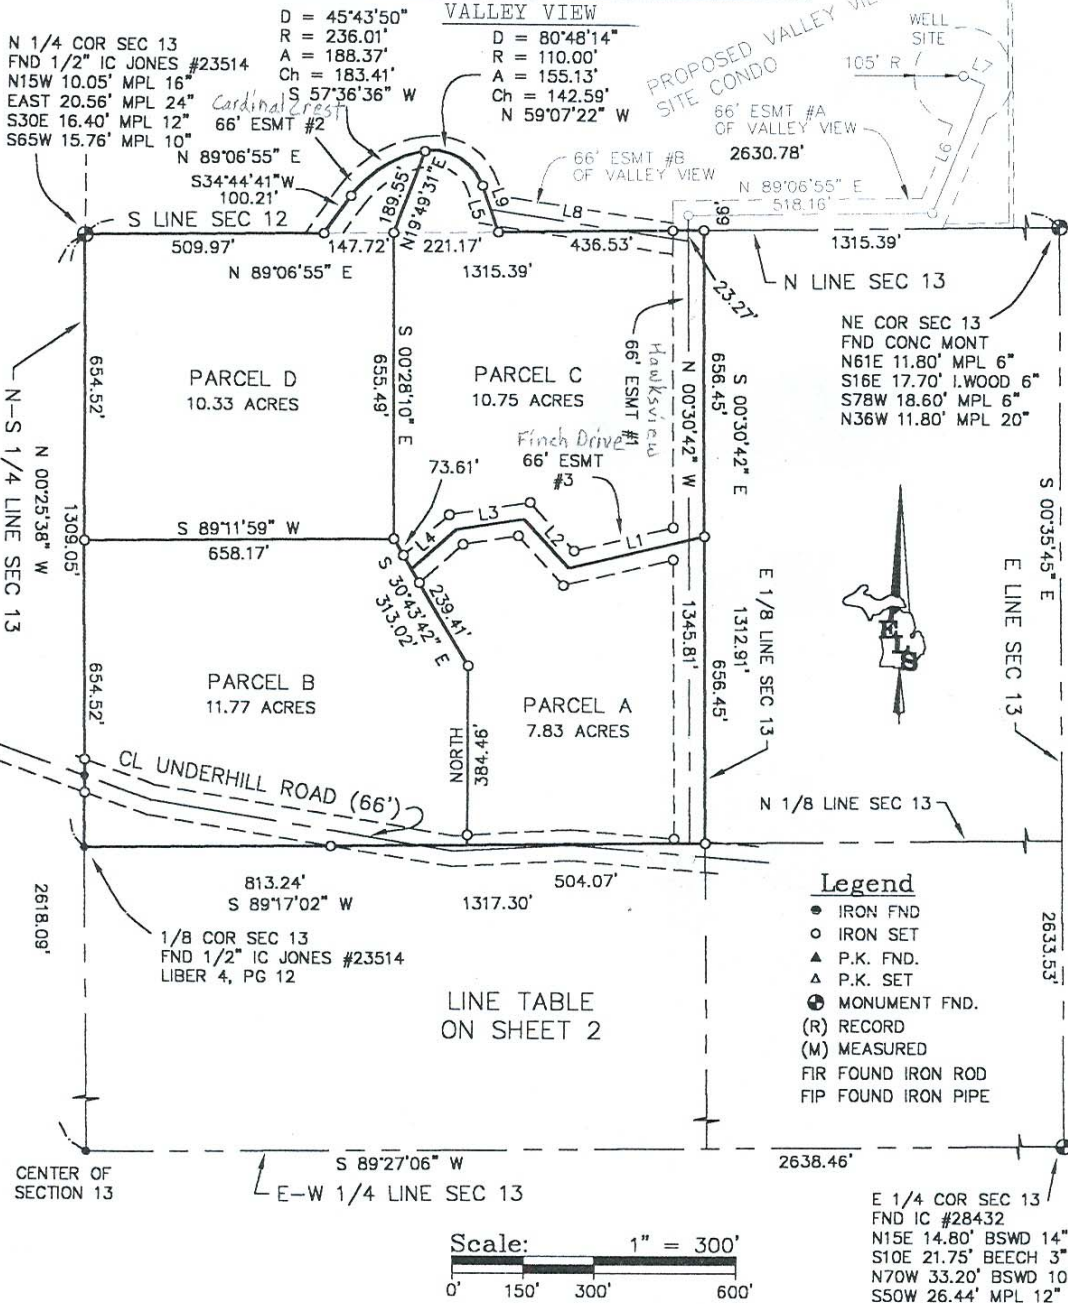 VALLEY VIEW
D = 45°43'50"
R = 236.01'
A = 188.37'
Ch = 183.41'
S 57°36'36" W
D = 80°48'14"
R = 110.00'
A = 155.13'
Ch = 142.59'
N 59°07'22" W
N 1/4 COR SEC 13
FND 1/2" IC JONES #23514
N15W 10.05' MPL 16"
EAST 20.56' MPL 24"
S30E 16.40' MPL 12"
S65W 15.76' MPL 10"
Cardinal Crest
66' ESMT #2
PROPOSED VALLEY
SITE CONDO
WELL
SITE
105' R
L7
L6
66' ESMT #A
OF VALLEY VIEW
2630.78'
66' ESMT #B
OF VALLEY VIEW
N 89°06'55" E
518.16'
66'
N 89°06'55" E
S34°44'41"W
100.21'
189.55'
N19°49'31"E
L5
L9
L8
S LINE SEC 12
509.97'
147.72'
221.17'
436.53'
1315.39'
N 89°06'55" E
1315.39'
23.27'
N LINE SEC 13
NE COR SEC 13
FND CONC MONT
N61E 11.80' MPL 6"
S16E 17.70' I.WOOD 6"
S78W 18.60' MPL 6"
N36W 11.80' MPL 20"
N-S 1/4 LINE SEC 13
N 00°25'38" W
1309.05'
654.52'
PARCEL D
10.33 ACRES
S 00°28'10" E
655.49'
PARCEL C
10.75 ACRES
Hawksview
66' ESMT #1
N 00°30'42" W
656.45'
S 00°30'42" E
Finch Drive
66' ESMT
#3
73.61'
L4
L3
L2
L1
S 89°11'59" W
658.17'
S 30°43'42" E
313.02'
239.41'
S 00°35'45" E
E LINE SEC 13
E 1/8 LINE SEC 13
1312.91'
1345.81'
656.45'
ELS
654.52'
PARCEL B
11.77 ACRES
PARCEL A
7.83 ACRES
NORTH
384.46'
CL UNDERHILL ROAD (66')
N 1/8 LINE SEC 13
813.24'
504.07'
S 89°17'02" W
1317.30'
2618.09'
1/8 COR SEC 13
FND 1/2" IC JONES #23514
LIBER 4, PG 12
LINE TABLE
ON SHEET 2
Legend
IRON FND
IRON SET
P.K. FND.
P.K. SET
MONUMENT FND.
(R) RECORD
(M) MEASURED
FIR FOUND IRON ROD
FIP FOUND IRON PIPE
2633.53'
CENTER OF
SECTION 13
S 89°27'06" W
2638.46'
E-W 1/4 LINE SEC 13
E 1/4 COR SEC 13
FND IC #28432
N15E 14.80' BSWD 14"
S10E 21.75' BEECH 3"
N70W 33.20' BSWD 10
S50W 26.44' MPL 12"
Scale: 1" = 300'
0' 150' 300' 600'